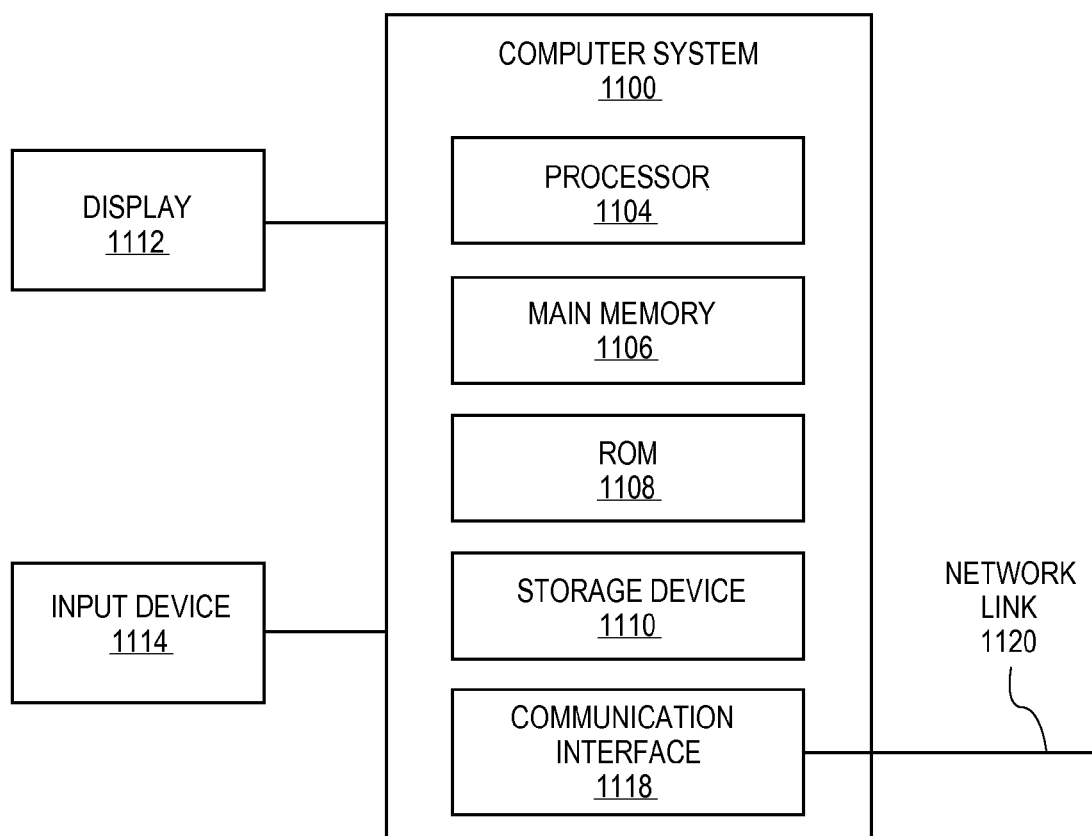 COMPUTER SYSTEM
1100
PROCESSOR
1104
DISPLAY
1112
MAIN MEMORY
1106
ROM
1108
INPUT DEVICE
1114
STORAGE DEVICE
1110
NETWORK
LINK
1120
COMMUNICATION
INTERFACE
1118